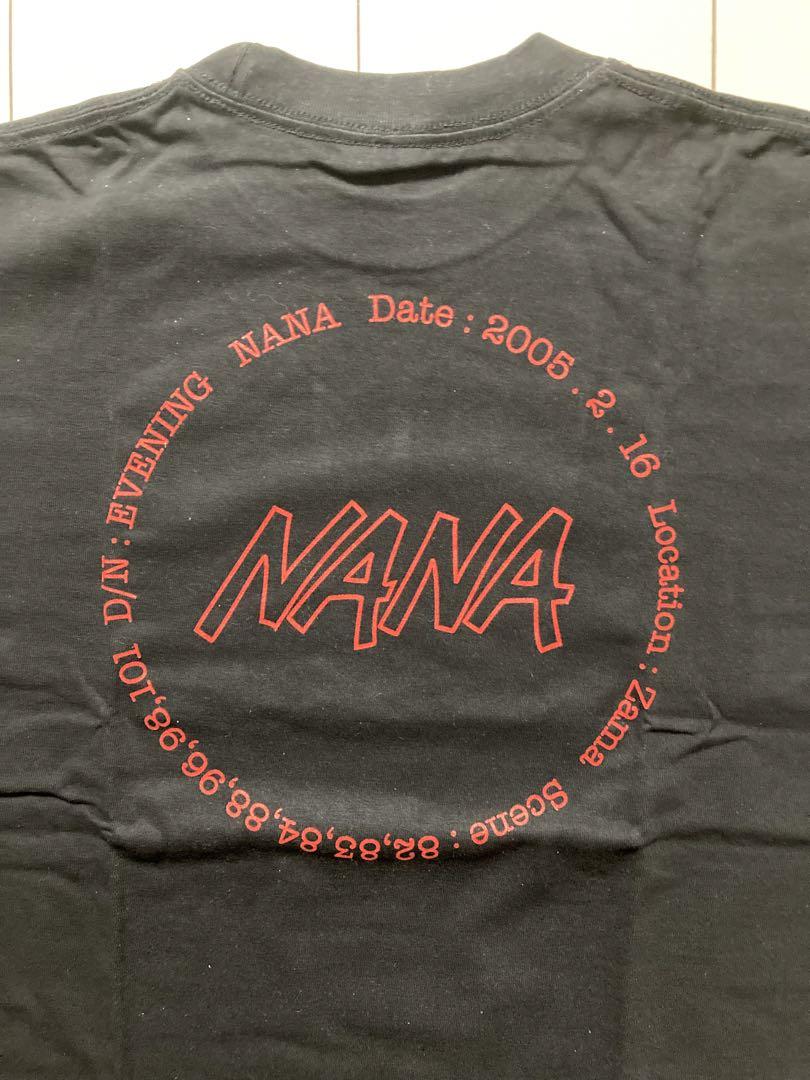 NANA Date : 2005.2.16 Location : Zama Scene : 82,83,84,88,96,98,101 D/N : EVENING
NANA